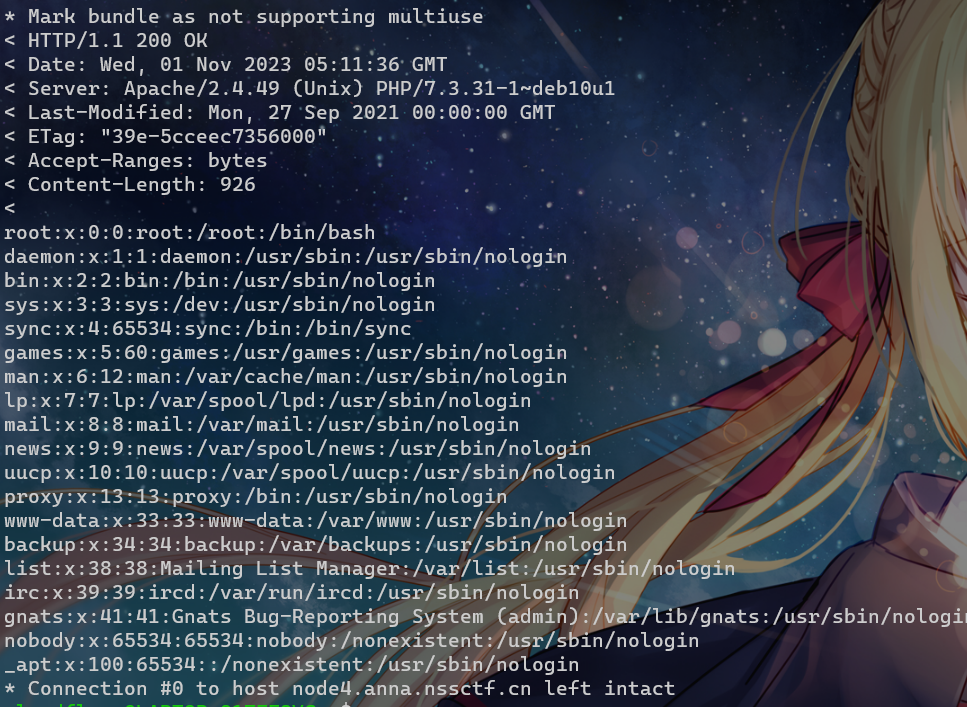 * Mark bundle as not supporting multiuse
< HTTP/1.1 200 OK
< Date: Wed, 01 Nov 2023 05:11:36 GMT
< Server: Apache/2.4.49 (Unix) PHP/7.3.31-1~deb10u1
< Last-Modified: Mon, 27 Sep 2021 00:00:00 GMT
< ETag: "39e-5cceec7356000"
< Accept-Ranges: bytes
< Content-Length: 926
<
root:x:0:0:root:/root:/bin/bash
daemon:x:1:1:daemon:/usr/sbin:/usr/sbin/nologin
bin:x:2:2:bin:/bin:/usr/sbin/nologin
sys:x:3:3:sys:/dev:/usr/sbin/nologin
sync:x:4:65534:sync:/bin:/bin/sync
games:x:5:60:games:/usr/games:/usr/sbin/nologin
man:x:6:12:man:/var/cache/man:/usr/sbin/nologin
lp:x:7:7:lp:/var/spool/lpd:/usr/sbin/nologin
mail:x:8:8:mail:/var/mail:/usr/sbin/nologin
news:x:9:9:news:/var/spool/news:/usr/sbin/nologin
uucp:x:10:10:uucp:/var/spool/uucp:/usr/sbin/nologin
proxy:x:13:13:proxy:/bin:/usr/sbin/nologin
www-data:x:33:33:www-data:/var/www:/usr/sbin/nologin
backup:x:34:34:backup:/var/backups:/usr/sbin/nologin
list:x:38:38:Mailing List Manager:/var/list:/usr/sbin/nologin
irc:x:39:39:ircd:/var/run/ircd:/usr/sbin/nologin
gnats:x:41:41:Gnats Bug-Reporting System (admin):/var/lib/gnats:/usr/sbin/nologi
nobody:x:65534:65534:nobody:/nonexistent:/usr/sbin/nologin
_apt:x:100:65534::/nonexistent:/usr/sbin/nologin
* Connection #0 to host node4.anna.nssctf.cn left intact